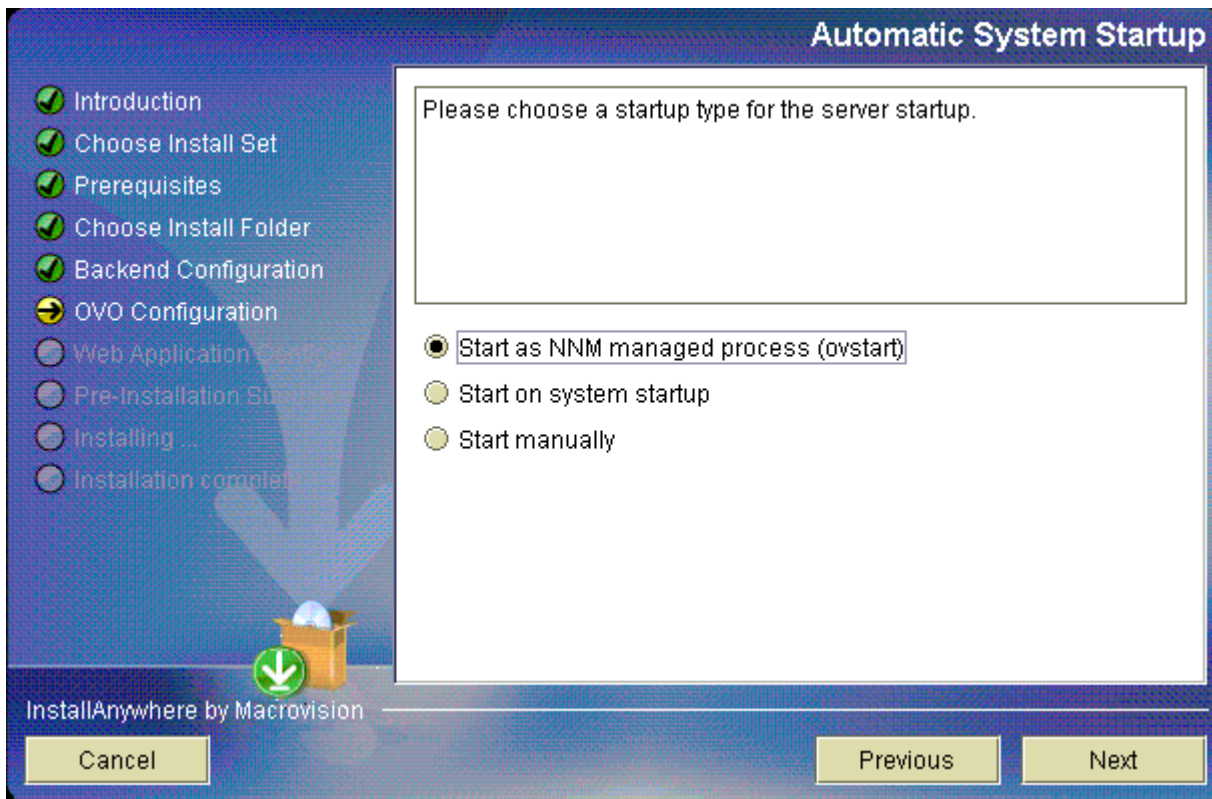 Automatic System Startup
Introduction
Choose Install Set
Prerequisites
Choose Install Folder
Backend Configuration
OVO Configuration
Web Application
Pre-Installation
Installing ...
Installation complete
Please choose a startup type for the server startup.
Start as NNM managed process (ovstart)
Start on system startup
Start manually
InstallAnywhere by Macrovision
Cancel
Previous
Next